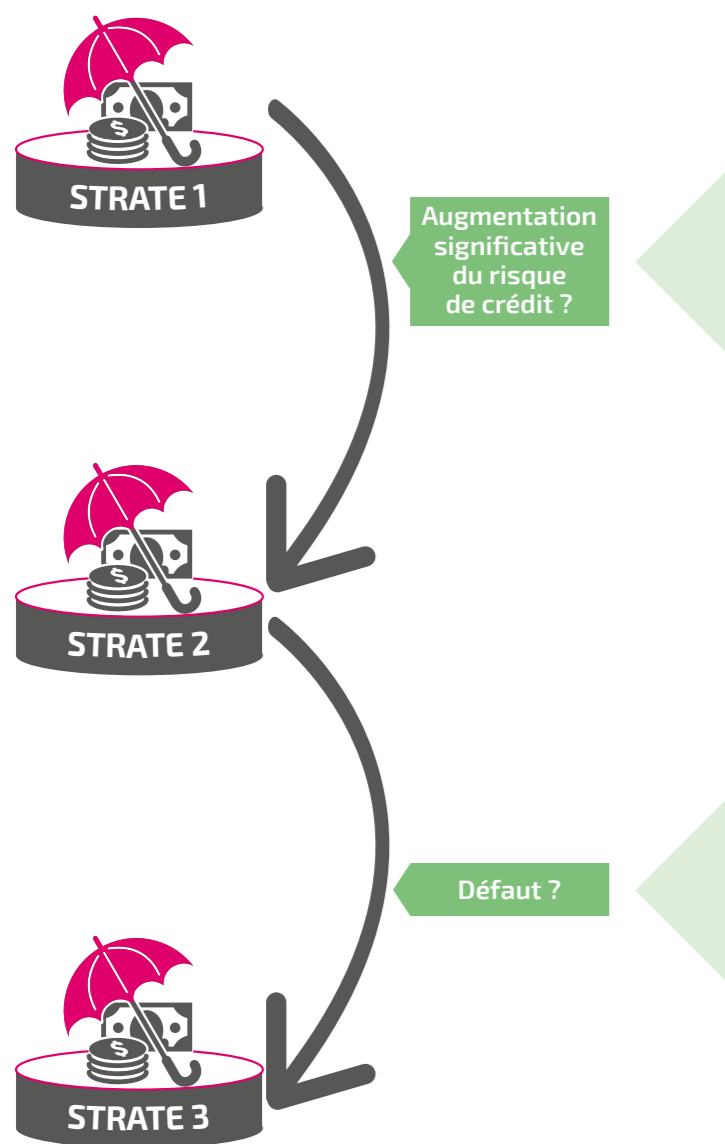 STRATE 1
Augmentation
significative
du risque
de crédit ?
STRATE 2
Défaut ?
STRATE 3